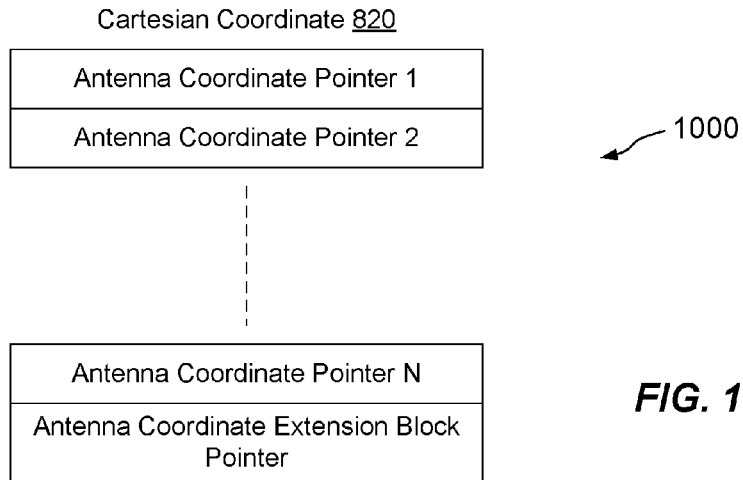 Cartesian Coordinate 820
Antenna Coordinate Pointer 1
Antenna Coordinate Pointer 2
1000
Antenna Coordinate Pointer N
Antenna Coordinate Extension Block
Pointer
FIG. 1